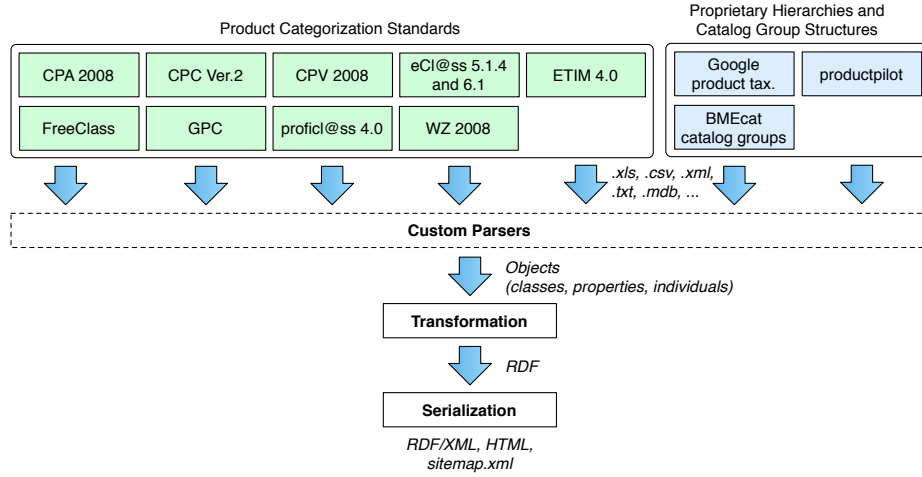 Product Categorization Standards
Proprietary Hierarchies and
Catalog Group Structures
CPA 2008
CPC Ver.2
CPV 2008
eCl@ss 5.1.4
and 6.1
ETIM 4.0
Google
product tax.
productpilot
FreeClass
GPC
proficl@ss 4.0
WZ 2008
BMEcat
catalog groups
.xls, .csv, .xml,
.txt, .mdb, ...
Custom Parsers
Objects
(classes, properties, individuals)
Transformation
RDF
Serialization
RDF/XML, HTML,
sitemap.xml